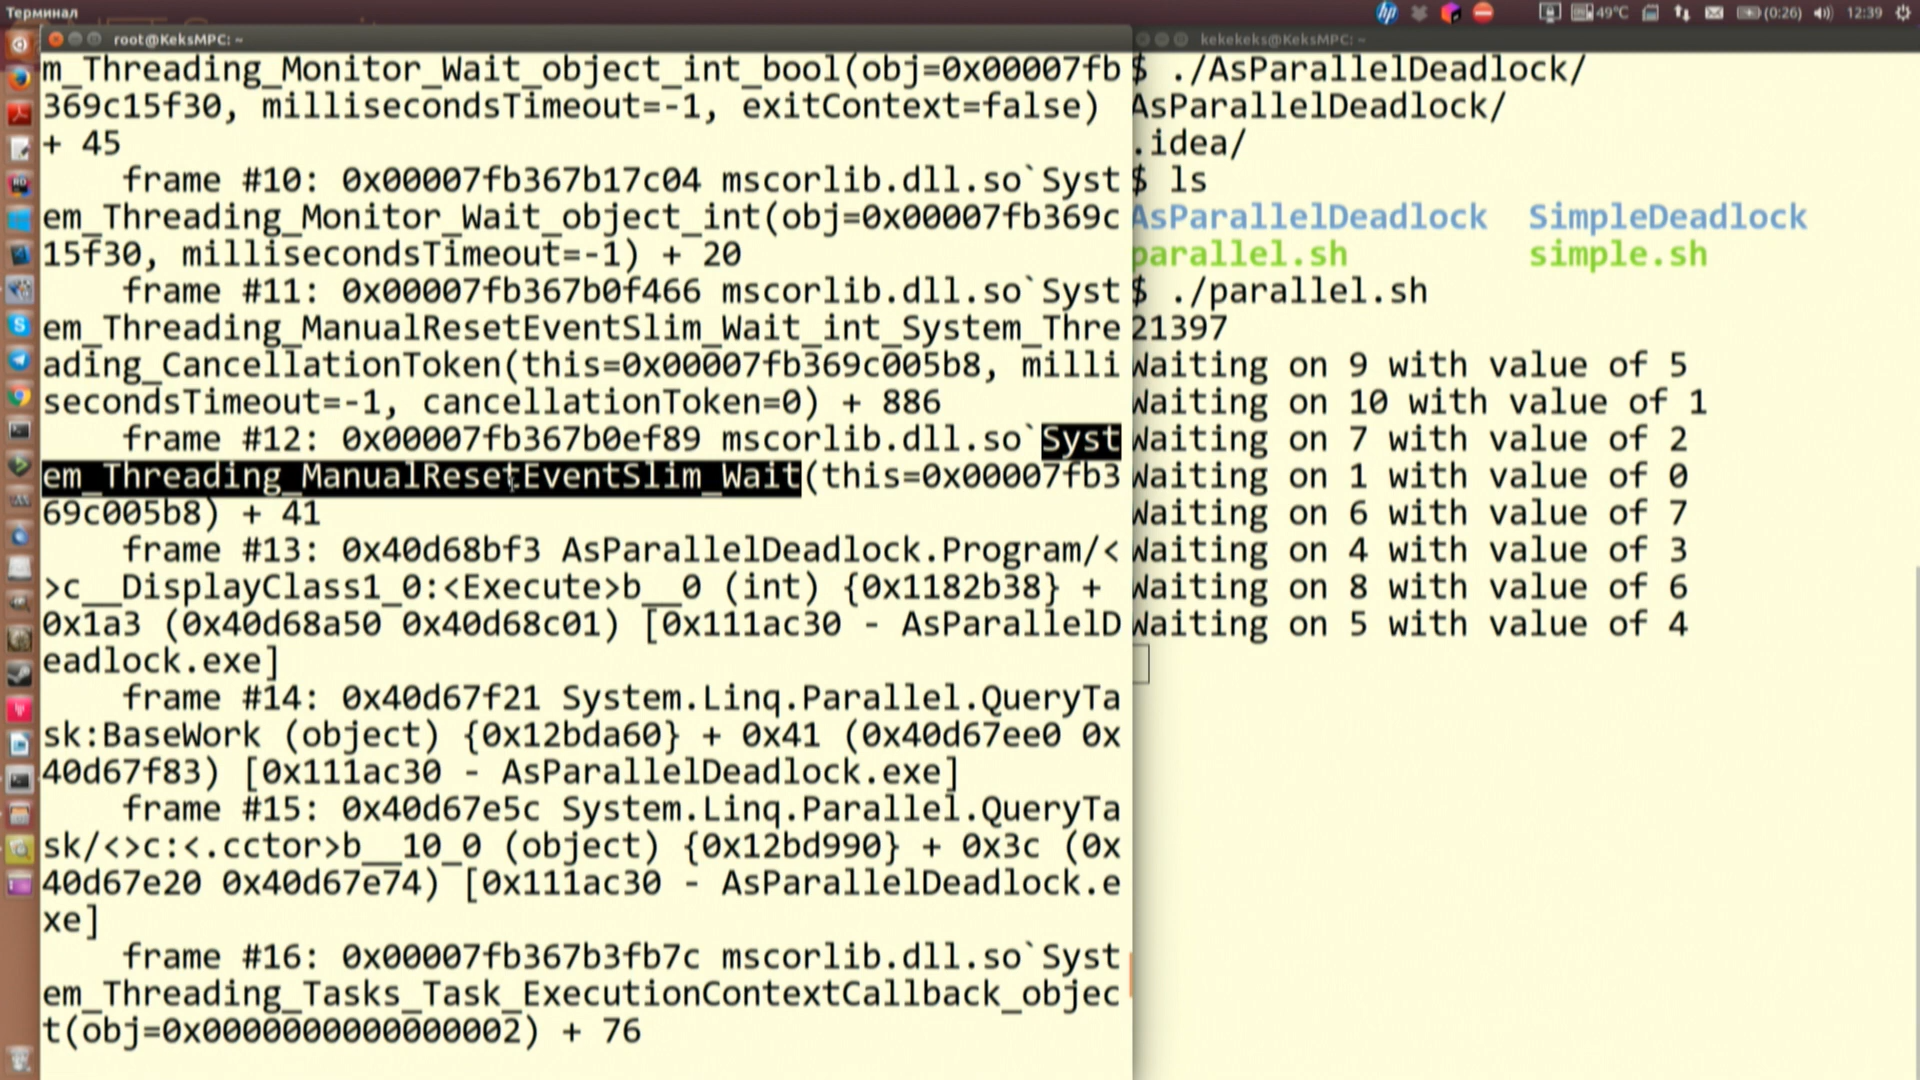 Терминал
49°C
(0:26)
12:39
root@KeksMPC: ~
m_Threading_Monitor_Wait_object_int_bool(obj=0x00007fb
369c15f30, millisecondsTimeout=-1, exitContext=false)
+ 45
    frame #10: 0x00007fb367b17c04 mscorlib.dll.so`Syst
em_Threading_Monitor_Wait_object_int(obj=0x00007fb369c
15f30, millisecondsTimeout=-1) + 20
    frame #11: 0x00007fb367b0f466 mscorlib.dll.so`Syst
em_Threading_ManualResetEventSlim_Wait_int_System_Thre
ading_CancellationToken(this=0x00007fb369c005b8, milli
secondsTimeout=-1, cancellationToken=0) + 886
    frame #12: 0x00007fb367b0ef89 mscorlib.dll.so`Syst
em_Threading_ManualResetEventSlim_Wait(this=0x00007fb3
69c005b8) + 41
    frame #13: 0x40d68bf3 AsParallelDeadlock.Program/<
>c__DisplayClass1_0:<Execute>b__0 (int) {0x1182b38} +
0x1a3 (0x40d68a50 0x40d68c01) [0x111ac30 - AsParallelD
eadlock.exe]
    frame #14: 0x40d67f21 System.Linq.Parallel.QueryTa
sk:BaseWork (object) {0x12bda60} + 0x41 (0x40d67ee0 0x
40d67f83) [0x111ac30 - AsParallelDeadlock.exe]
    frame #15: 0x40d67e5c System.Linq.Parallel.QueryTa
sk/<>c:<.cctor>b__10_0 (object) {0x12bd990} + 0x3c (0x
40d67e20 0x40d67e74) [0x111ac30 - AsParallelDeadlock.e
xe]
    frame #16: 0x00007fb367b3fb7c mscorlib.dll.so`Syst
em_Threading_Tasks_Task_ExecutionContextCallback_objec
t(obj=0x0000000000000002) + 76
kekekeks@KeksMPC: ~
$ ./AsParallelDeadlock/
AsParallelDeadlock/
.idea/
$ ls
AsParallelDeadlock  SimpleDeadlock
parallel.sh         simple.sh
$ ./parallel.sh
21397
Waiting on 9 with value of 5
Waiting on 10 with value of 1
Waiting on 7 with value of 2
Waiting on 1 with value of 0
Waiting on 6 with value of 7
Waiting on 4 with value of 3
Waiting on 8 with value of 6
Waiting on 5 with value of 4